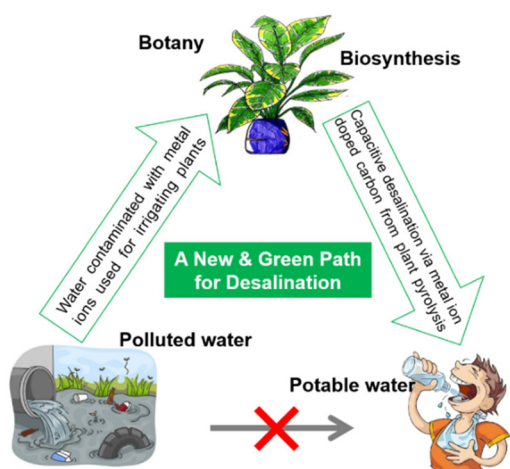 Botany
Biosynthesis
Water contaminated with metal
ions used for irrigating plants
Capacitive desalination via metal ion
doped carbon from plant pyrolysis
A New & Green Path
for Desalination
Polluted water
Potable water